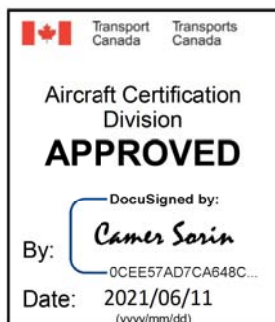 Transport Canada Transports Canada
Aircraft Certification
Division
APPROVED
DocuSigned by:
By: Camer Sorin
0CEE57AD7CA648C...
Date: 2021/06/11
(yyyy/mm/dd)